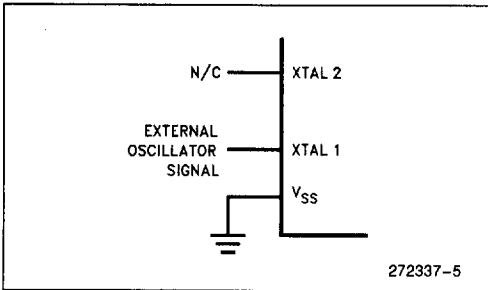 N/C XTAL 2
EXTERNAL
OSCILLATOR XTAL 1
SIGNAL
VSS
272337-5